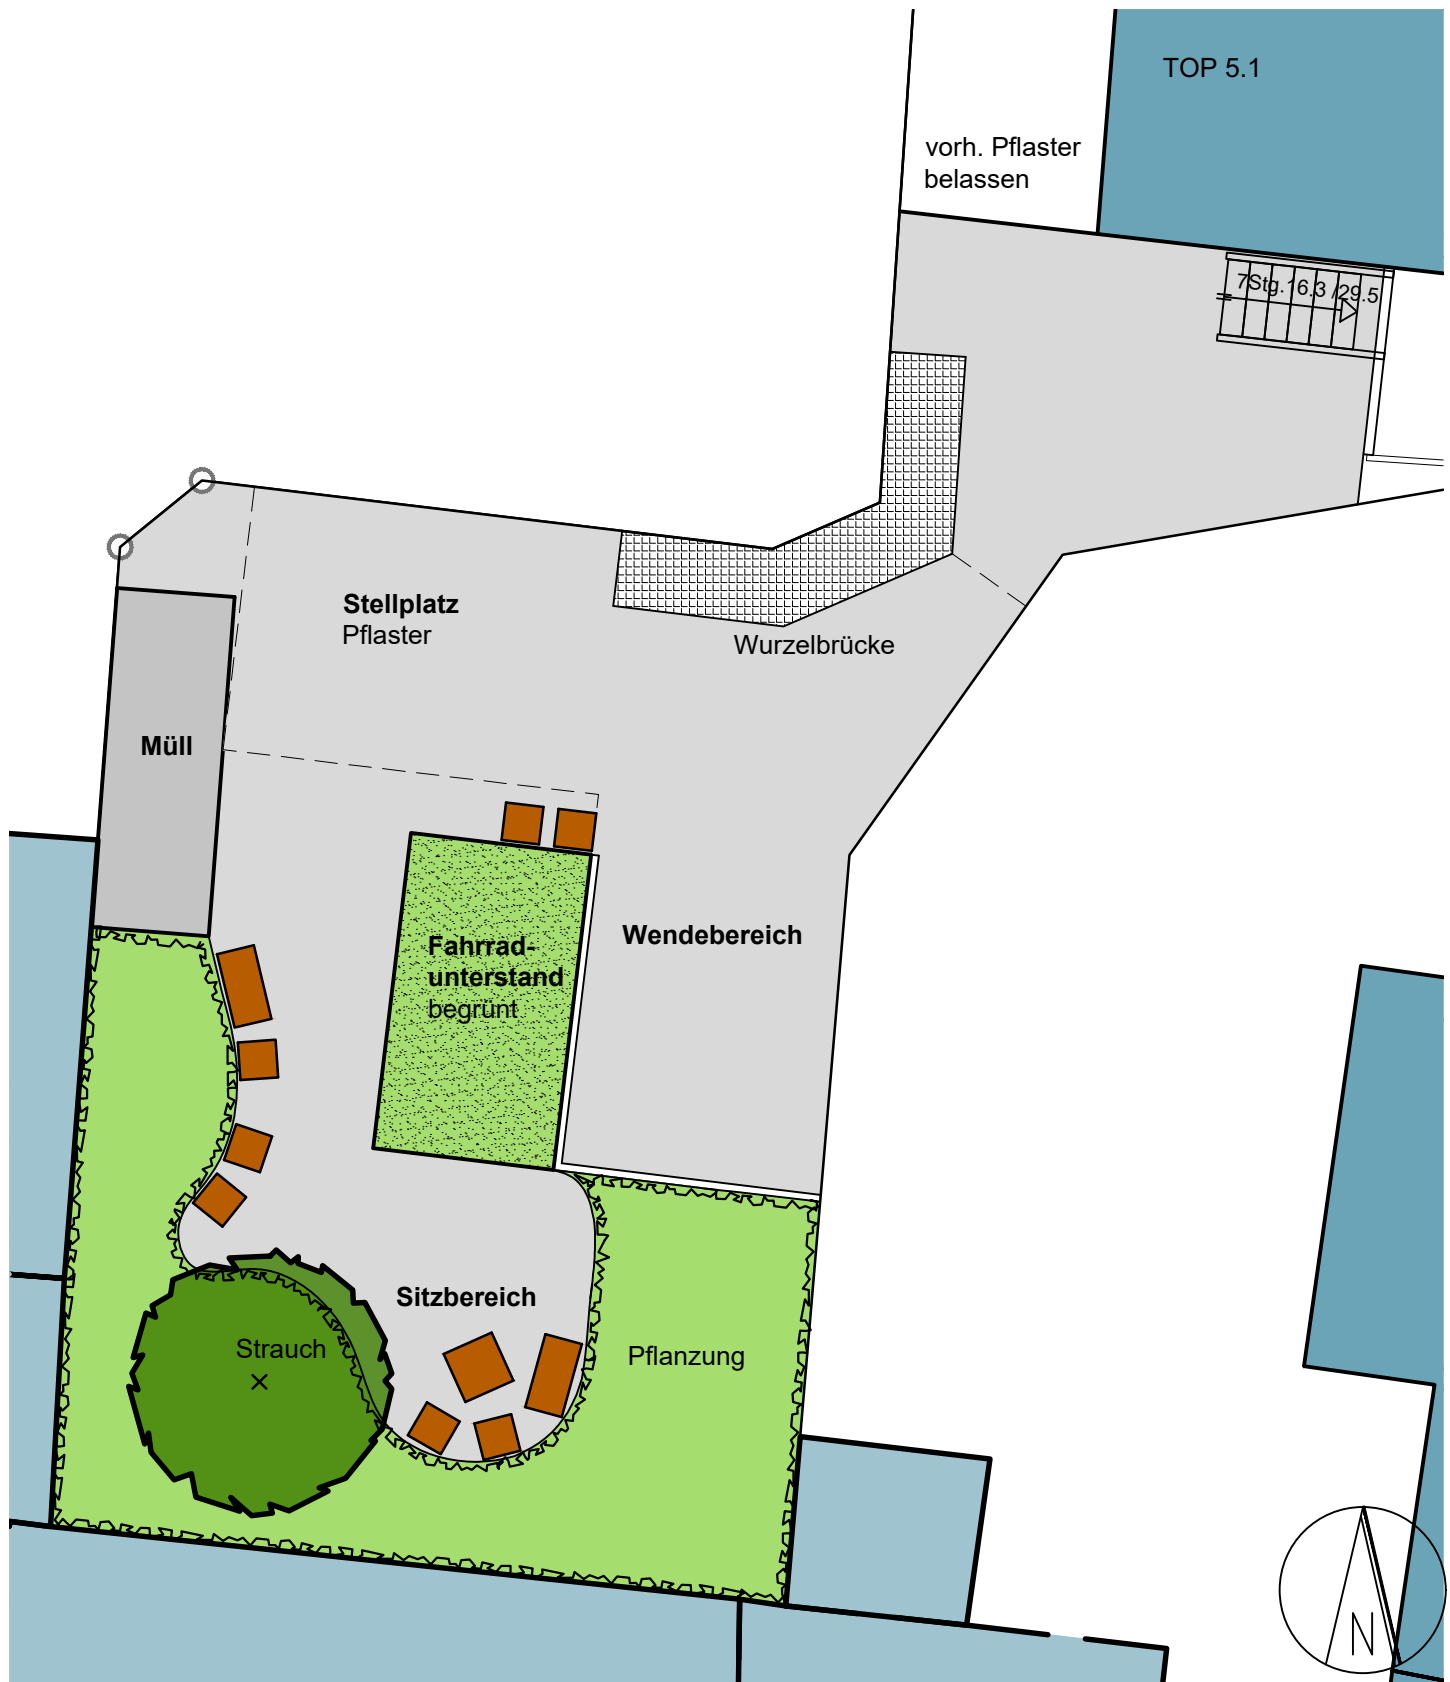 TOP 5.1
vorh. Pflaster
belassen
7Stg.16.3 /29.5
Stellplatz
Pflaster
Wurzelbrücke
Müll
Fahrrad-
unterstand
begrünt
Wendebereich
Sitzbereich
Strauch
Pflanzung
N